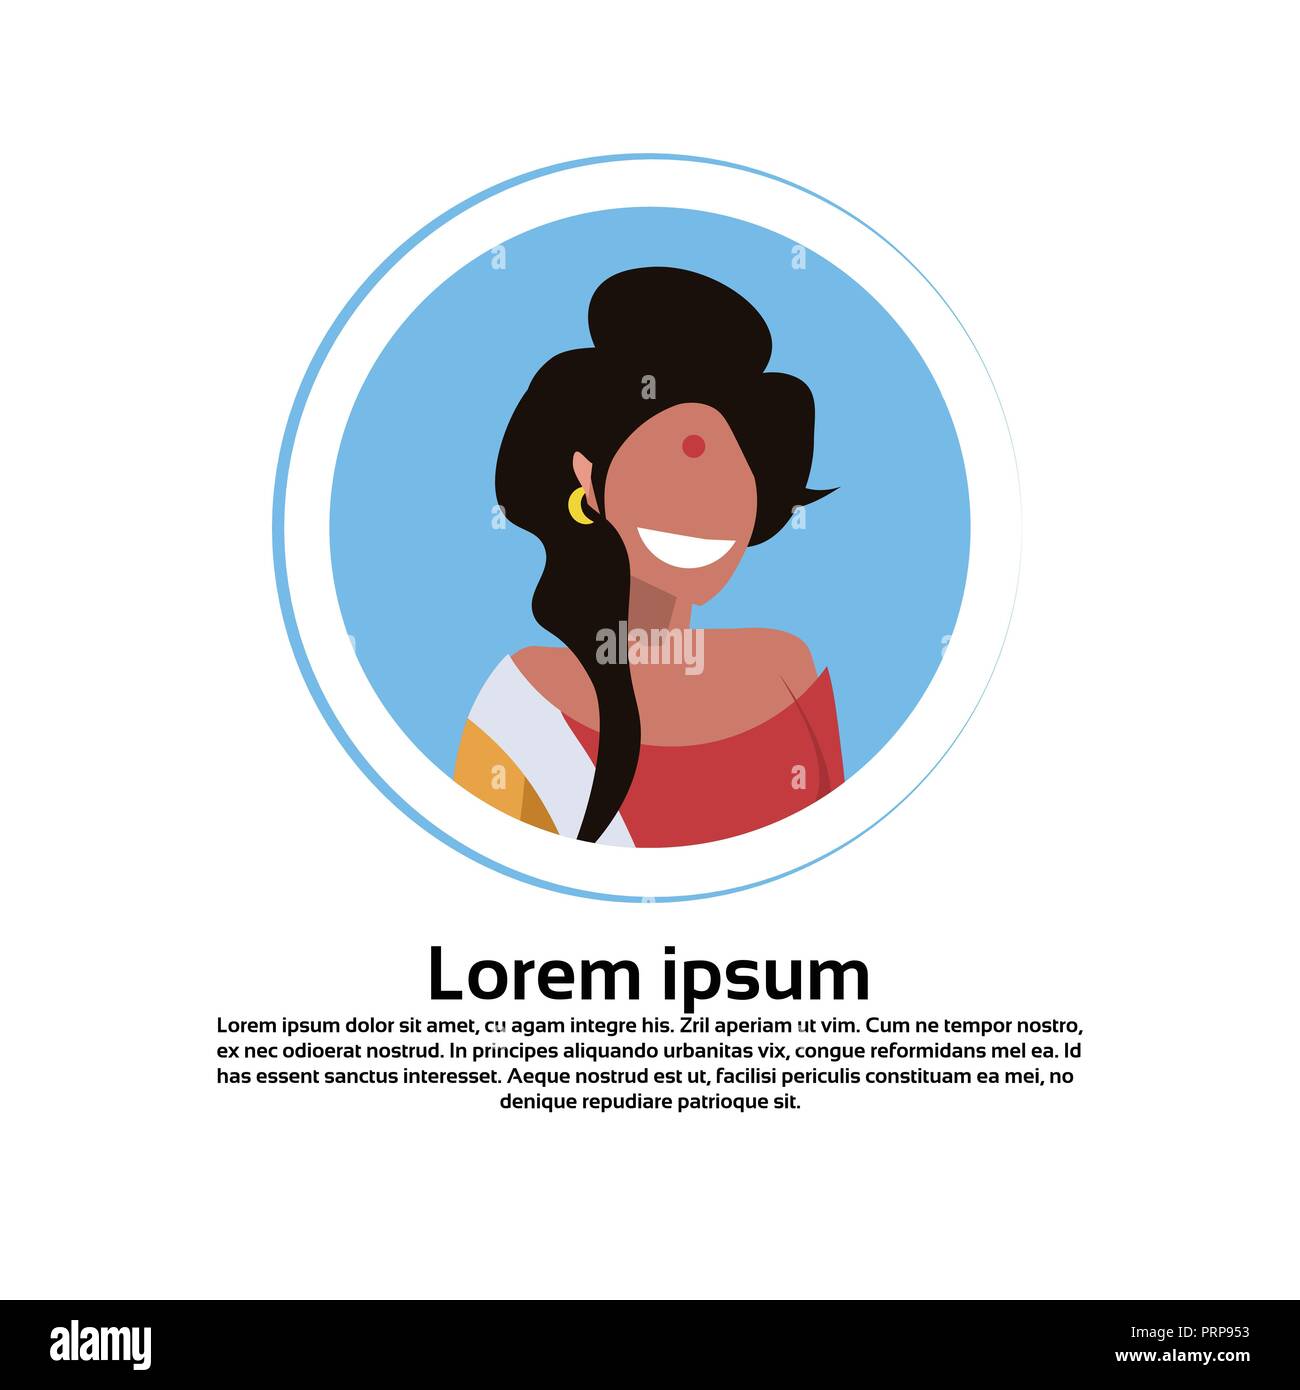 Lorem ipsum
Lorem ipsum dolor sit amet, cu agam integre his. Zril aperiam ut vim. Cum ne tempor nostro,
ex nec odioerat nostrud. In principes aliquando urbanitas vix, congue reformidans mel ea. Id
has essent sanctus interesset. Aeque nostrud est ut, facilisi periculis constituam ea mei, no
denique repudiare patrioque sit.
alamy
a
a
a
a
a
a
a
a
a
alamy
Image ID: PRP953
www.alamy.com